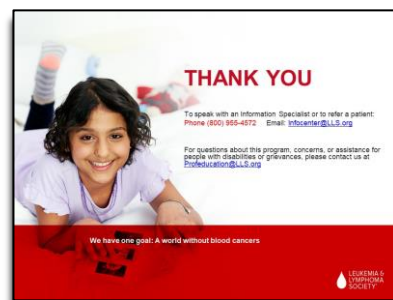 THANK YOU
To speak with an Information Specialist or to refer a patient:
Phone (800) 955-4572 Email: Infocenter@LLS.org
For questions about this program, concerns, or assistance for
people with disabilities or grievances, please contact us at
Profeducation@LLS.org
We have one goal: A world without blood cancers
LEUKEMIA &
LYMPHOMA
SOCIETY